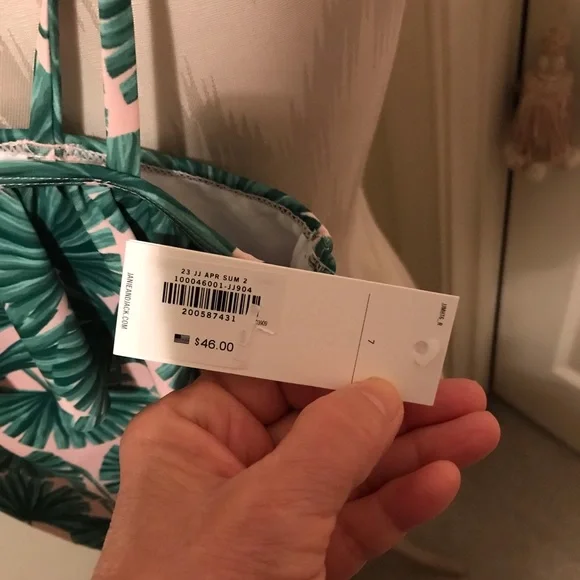 23 JJ APR SUM 2
100046001-JJ904
200587431
$46.00
JANIEANDJACK.COM
7